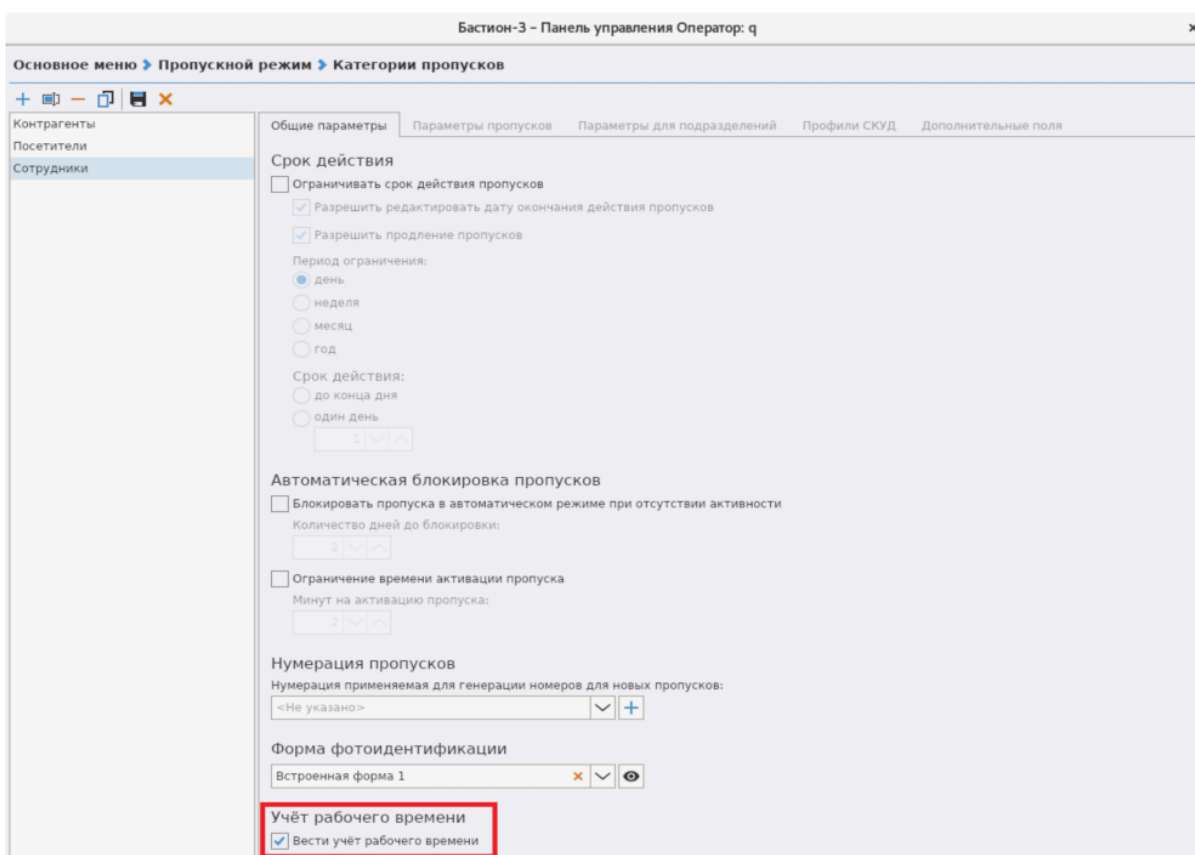 Бастион-3 – Панель управления Оператор: q
Основное меню Пропускной режим Категории пропусков
Контрагенты
Посетители
Сотрудники
Общие параметры Параметры пропусков Параметры для подразделений Профили СКУД Дополнительные поля
Срок действия
Ограничивать срок действия пропусков
Разрешить редактировать дату окончания действия пропусков
Разрешить продление пропусков
Период ограничения:
день
неделя
месяц
год
Срок действия:
до конца дня
один день
1
Автоматическая блокировка пропусков
Блокировать пропуска в автоматическом режиме при отсутствии активности
Количество дней до блокировки:
2
Ограничение времени активации пропуска
Минут на активацию пропуска:
2
Нумерация пропусков
Нумерация применяемая для генерации номеров для новых пропусков:
<Не указано>
Форма фотоидентификации
Встроенная форма 1
Учёт рабочего времени
Вести учёт рабочего времени